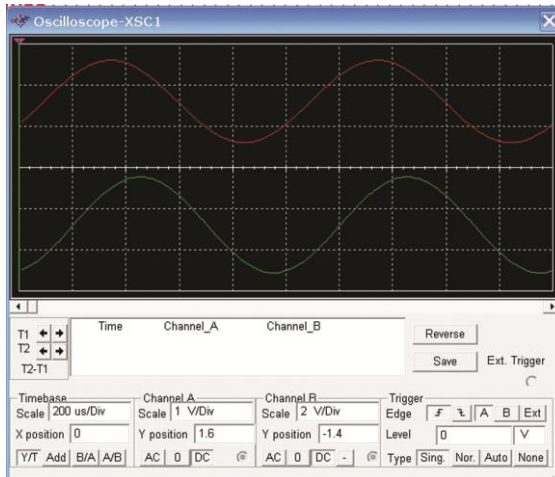 Oscilloscope-XSC1
T1
T2
T2-T1
Time Channel_A Channel_B
Reverse
Save
Ext. Trigger
Timebase
Scale 200 us/Div
X position 0
Y/T Add B/A A/B
Channel A
Scale 1 V/Div
Y position 1.6
AC 0 DC
Channel B
Scale 2 V/Div
Y position -1.4
AC 0 DC -
Trigger
Edge A B Ext
Level 0 V
Type Sing. Nor. Auto None